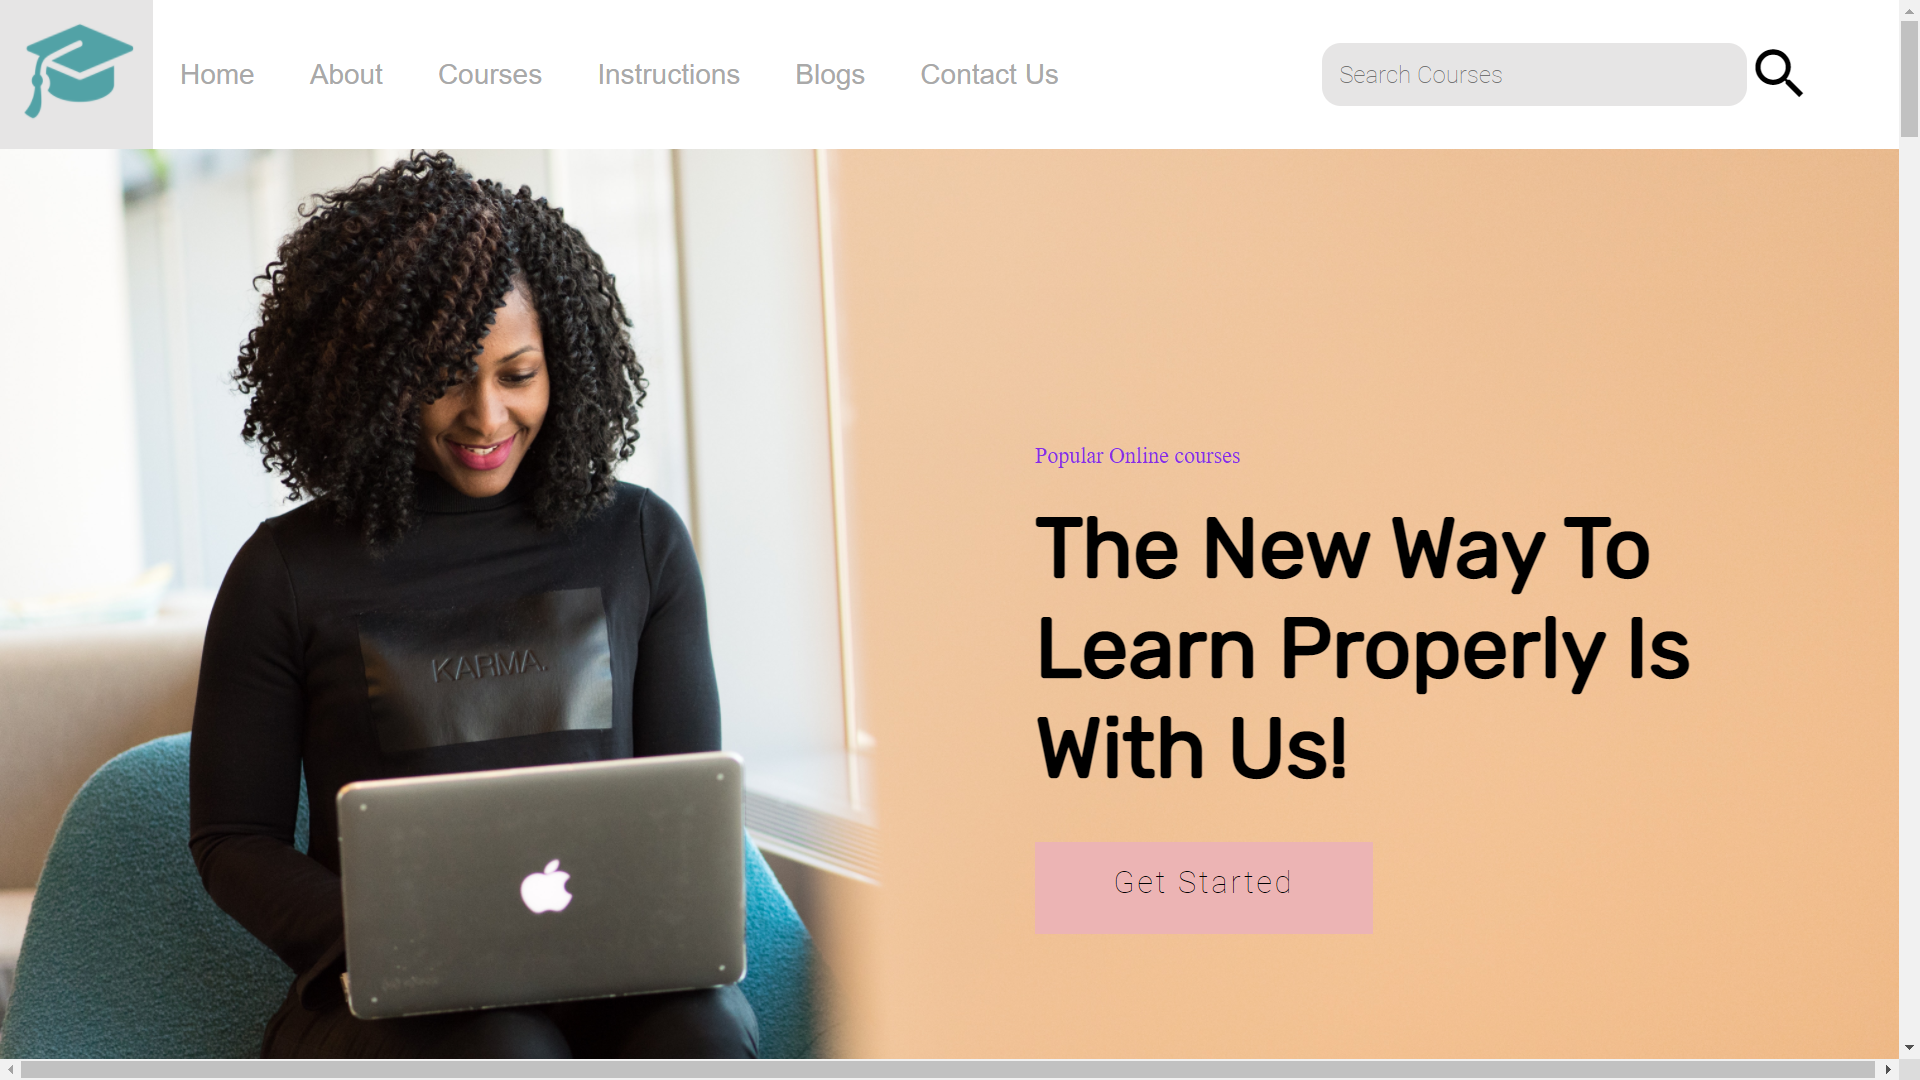 Home About Courses Instructions Blogs Contact Us Search Courses
Popular Online courses
The New Way To
Learn Properly Is
With Us!
KARMA.
Get Started